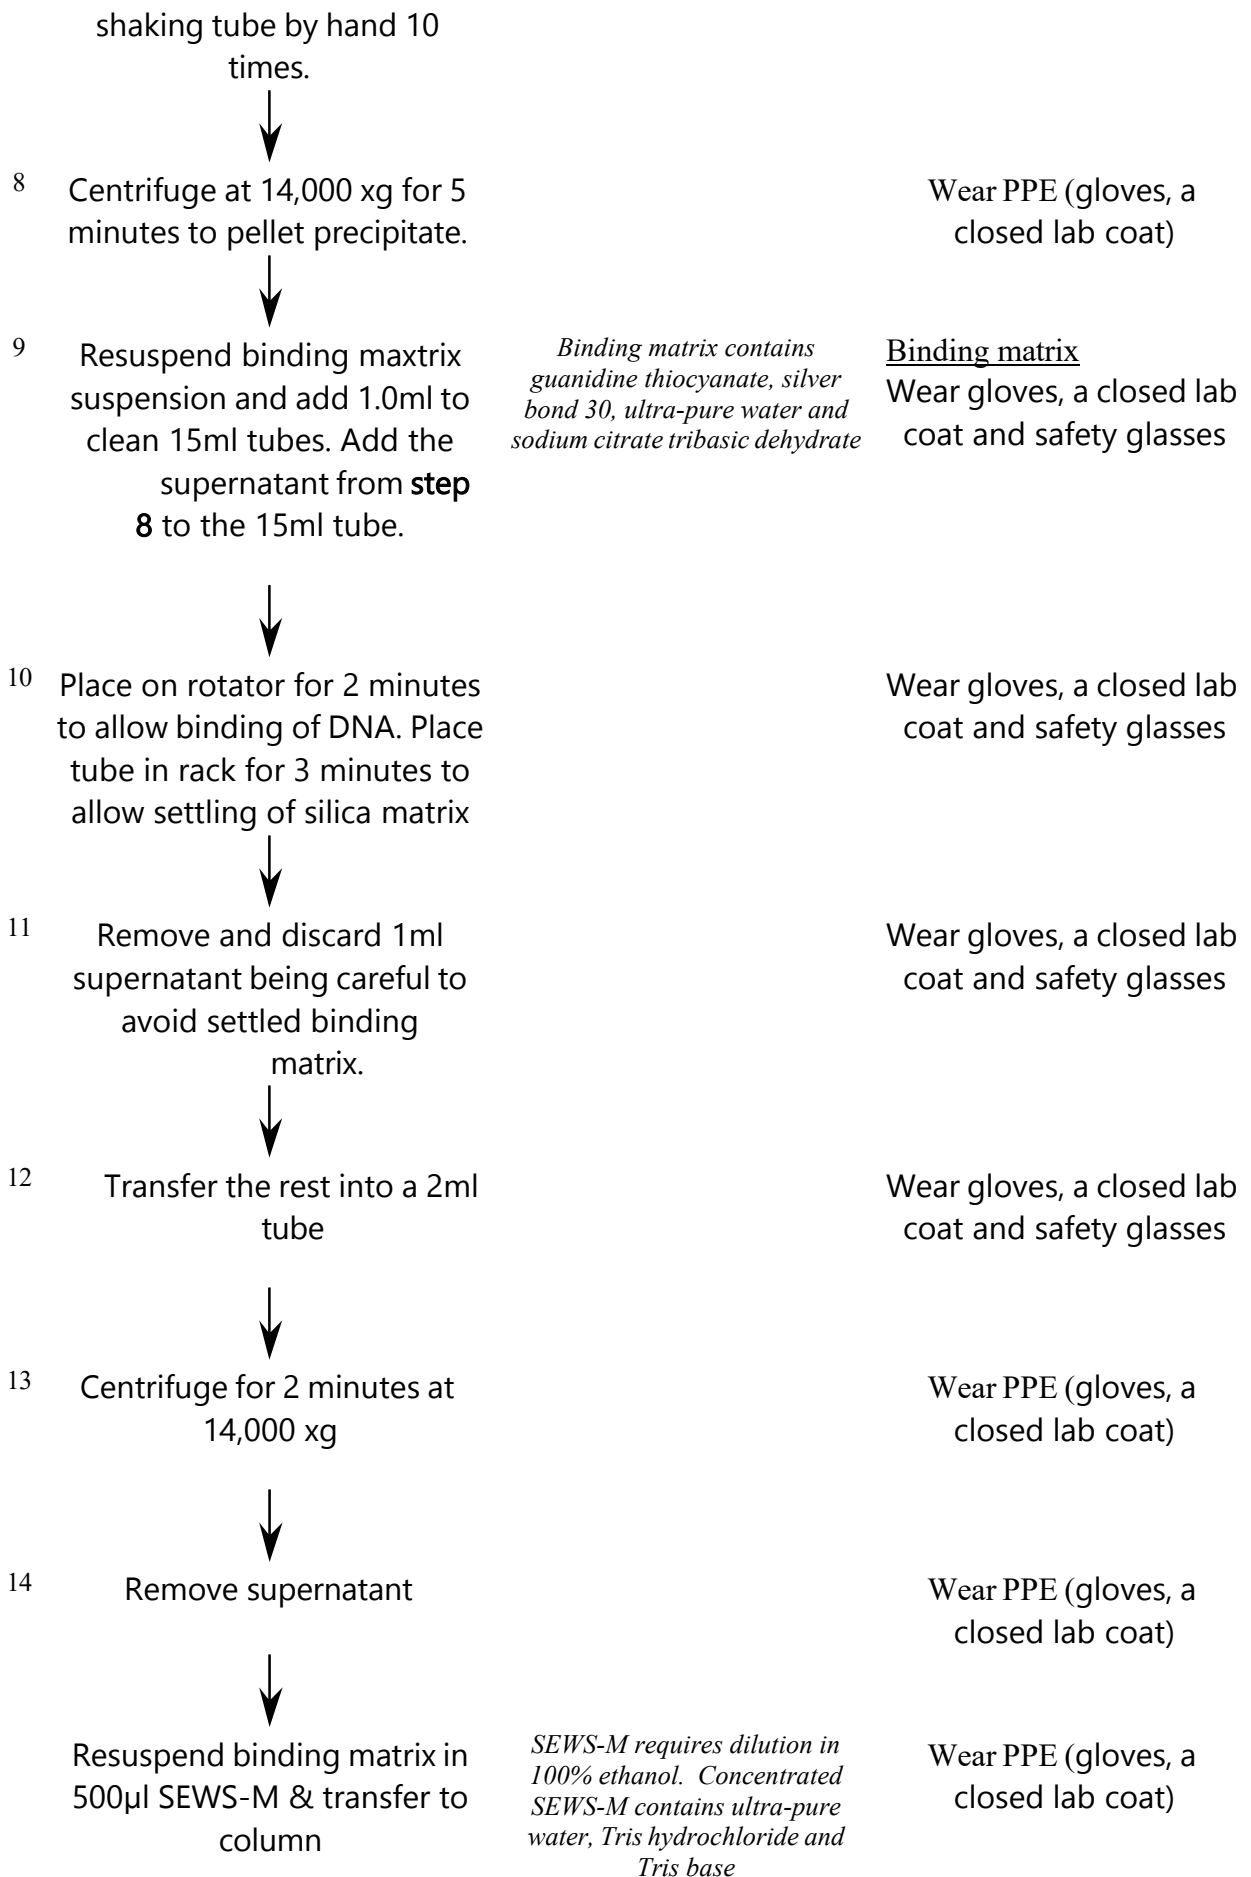 shaking tube by hand 10
times.
8
Centrifuge at 14,000 xg for 5
minutes to pellet precipitate.
Wear PPE (gloves, a
closed lab coat)
9
Resuspend binding maxtrix
suspension and add 1.0ml to
clean 15ml tubes. Add the
supernatant from step
8 to the 15ml tube.
Binding matrix contains
guanidine thiocyanate, silver
bond 30, ultra-pure water and
sodium citrate tribasic dehydrate
Binding matrix
Wear gloves, a closed lab
coat and safety glasses
10
Place on rotator for 2 minutes
to allow binding of DNA. Place
tube in rack for 3 minutes to
allow settling of silica matrix
Wear gloves, a closed lab
coat and safety glasses
11
Remove and discard 1ml
supernatant being careful to
avoid settled binding
matrix.
Wear gloves, a closed lab
coat and safety glasses
12
Transfer the rest into a 2ml
tube
Wear gloves, a closed lab
coat and safety glasses
13
Centrifuge for 2 minutes at
14,000 xg
Wear PPE (gloves, a
closed lab coat)
14
Remove supernatant
Wear PPE (gloves, a
closed lab coat)
Resuspend binding matrix in
500µl SEWS-M & transfer to
column
SEWS-M requires dilution in
100% ethanol. Concentrated
SEWS-M contains ultra-pure
water, Tris hydrochloride and
Tris base
Wear PPE (gloves, a
closed lab coat)